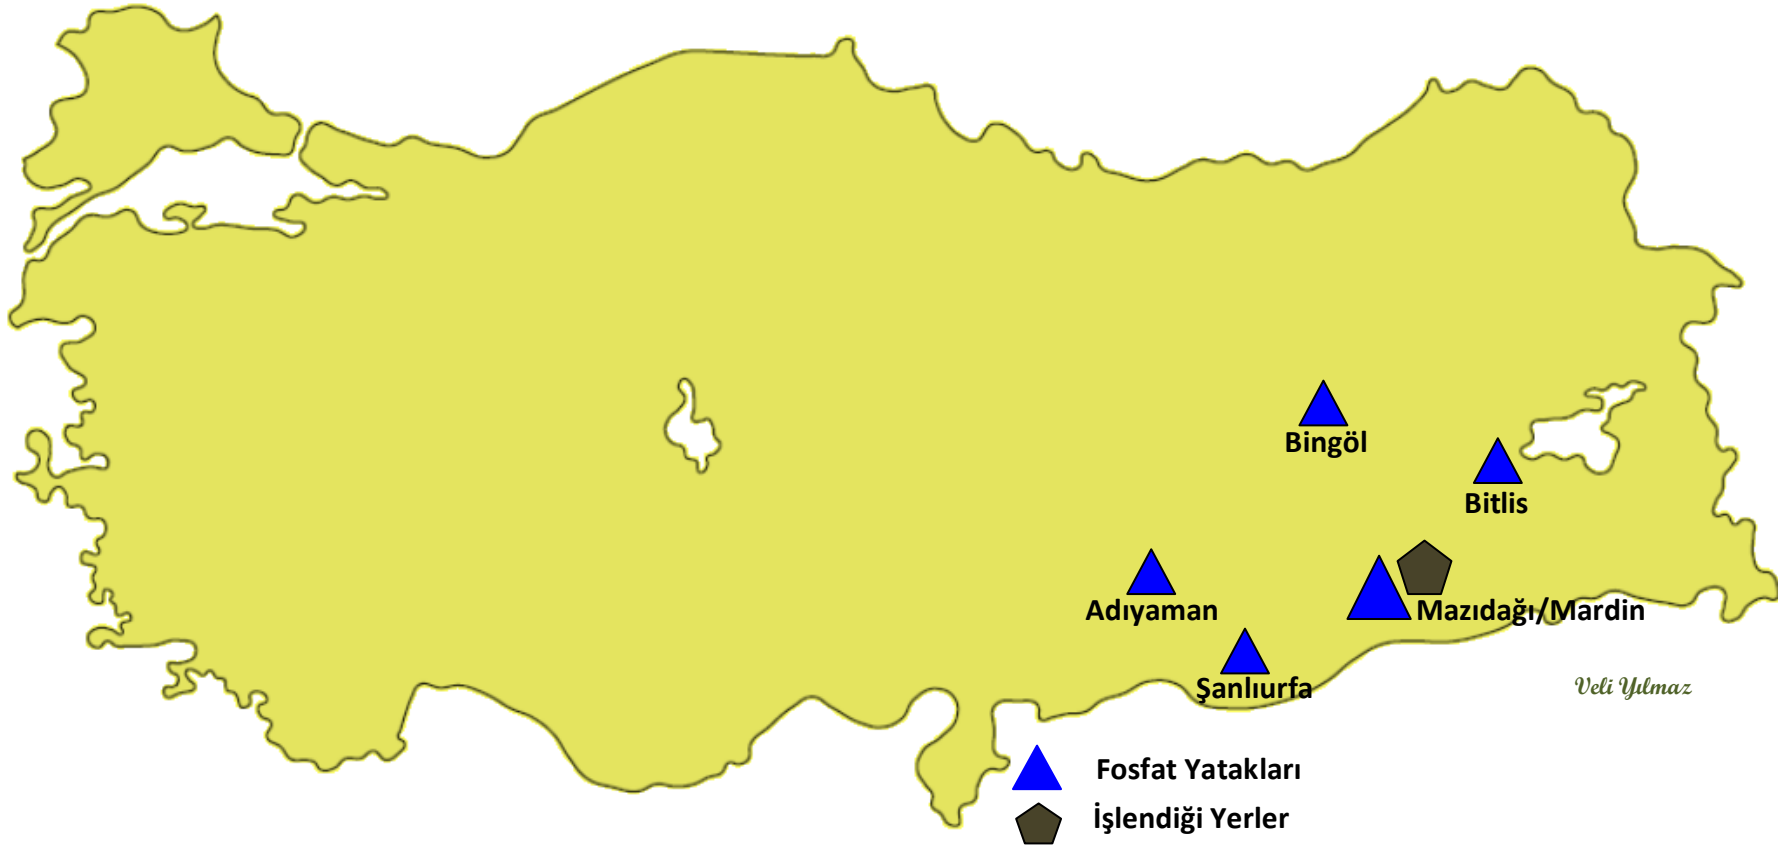 Bingöl
Bitlis
Adıyaman
Mazıdağı/Mardin
Şanlıurfa
Veli Yılmaz
Fosfat Yatakları
İşlendiği Yerler